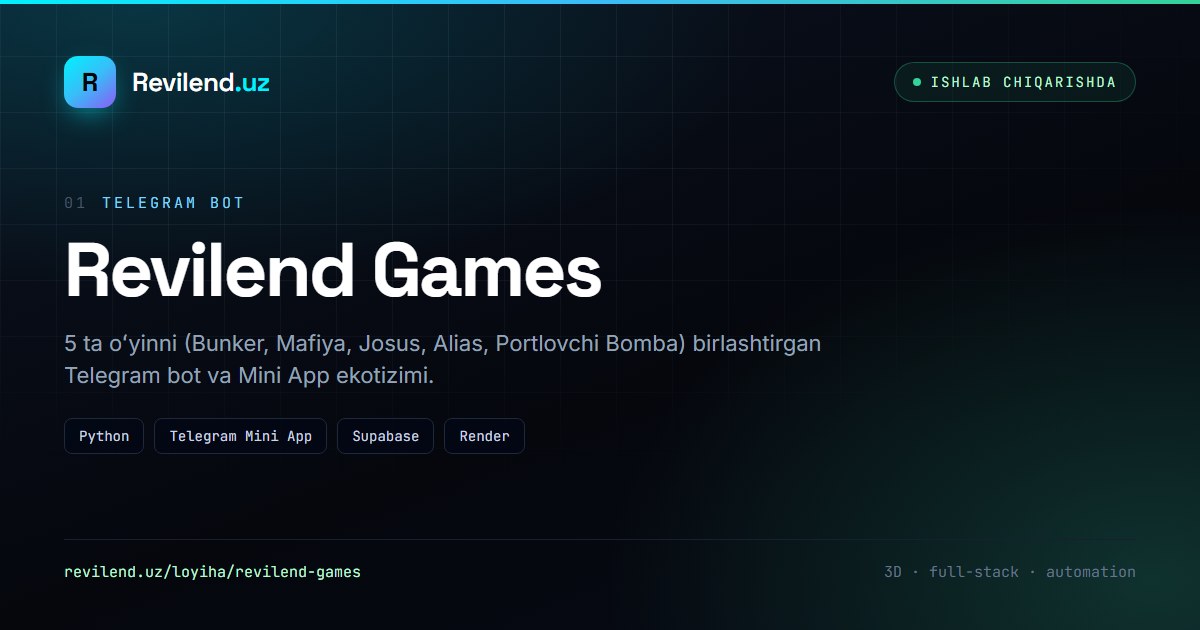 R Revilend.uz
ISHLAB CHIQARISHDA
01 TELEGRAM BOT
Revilend Games
5 ta oʻyinni (Bunker, Mafiya, Josus, Alias, Portlovchi Bomba) birlashtirgan
Telegram bot va Mini App ekotizimi.
Python Telegram Mini App Supabase Render
revilend.uz/loyiha/revilend-games
3D · full-stack · automation